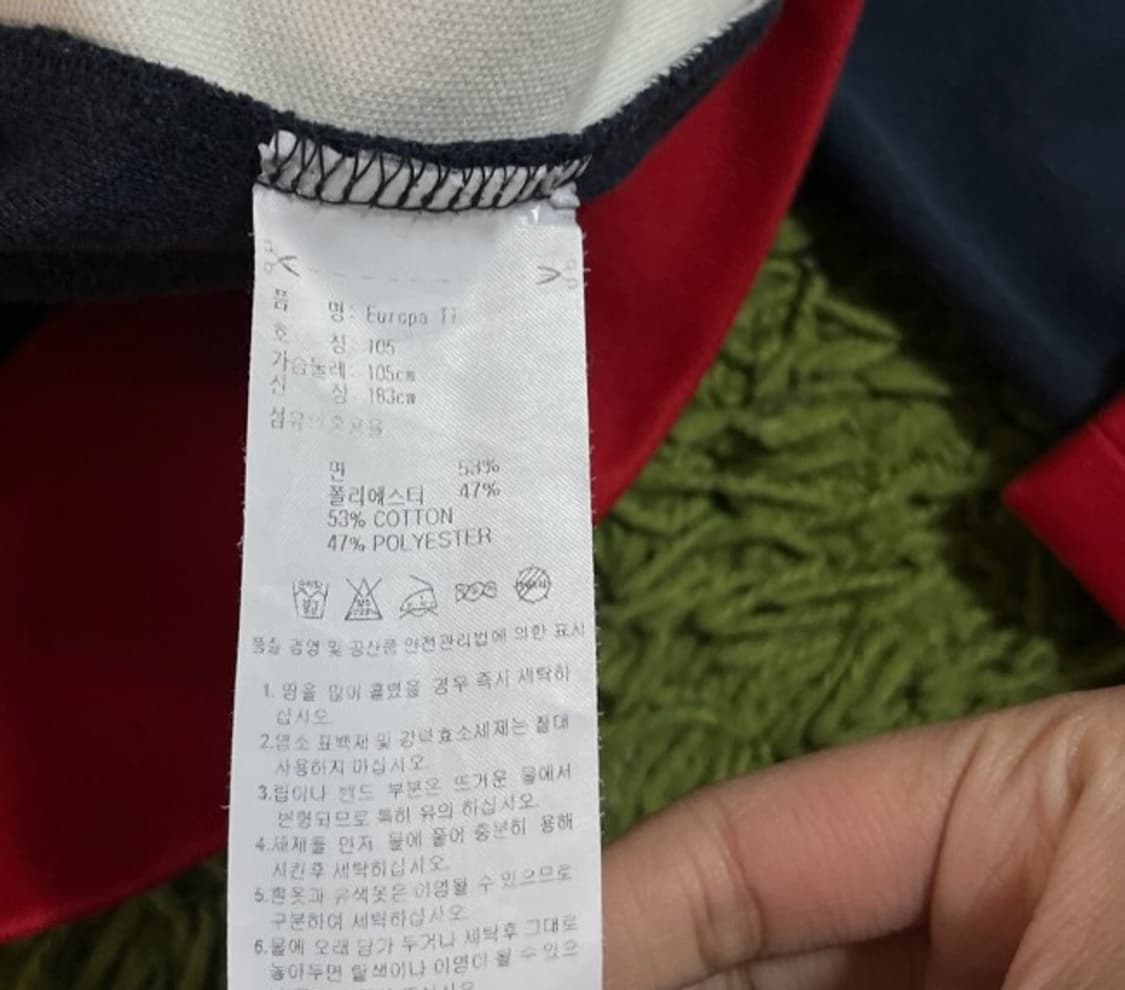 품 명: Europa TJ
호 칭: 105
가슴둘레: 105cm
신 장: 183cm
섬유의 혼용율
면 53%
폴리에스터 47%
53% COTTON
47% POLYESTER
품질 경영 및 공산품 안전관리법에 의한 표시
1. 땀을 많이 흘렸을 경우 즉시 세탁하
십시오.
2.염소 표백제 및 강력효소세제는 절대
사용하지 마십시오.
3.립이나 밴드 부분은 뜨거운 물에서
변형되므로 특히 유의 하십시오.
4.세제를 먼저 물에 풀어 충분히 용해
시킨후 세탁하십시오.
5.흰옷과 유색옷은 이염될 수 있으므로
구분하여 세탁하십시오.
6.물에 오래 담가 두거나 세탁후 그대로
놓아두면 탈색이나 이염이 될 수 있으